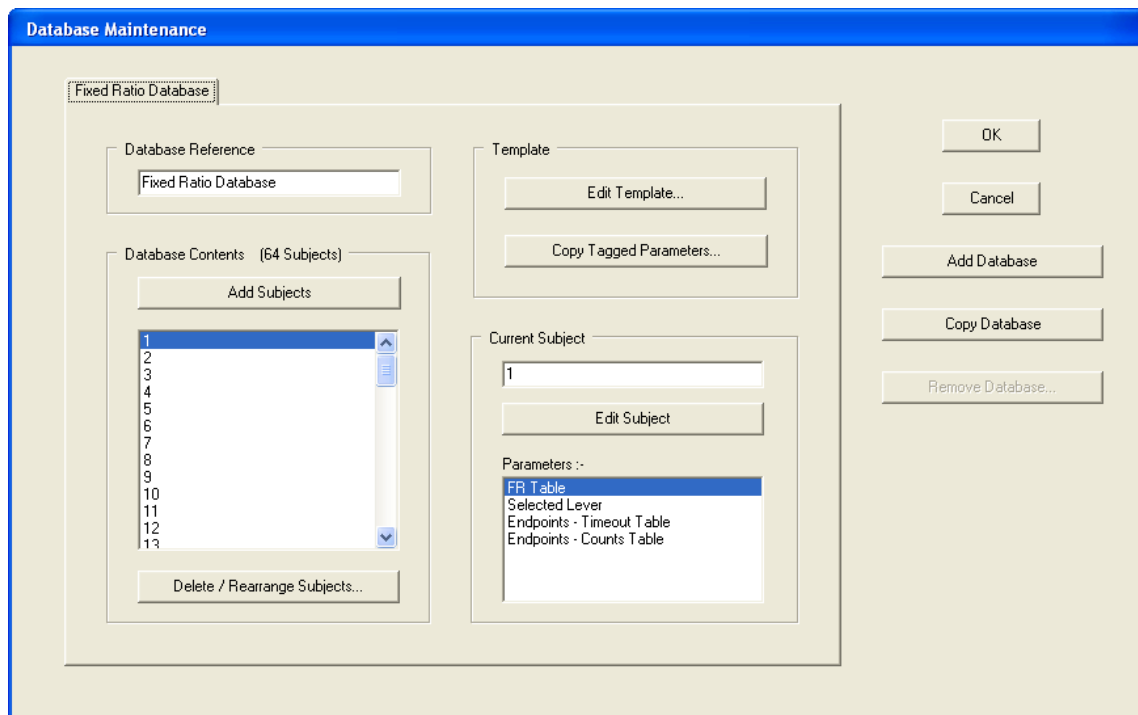 Database Maintenance
Fixed Ratio Database
Database Reference
Fixed Ratio Database
Database Contents (64 Subjects)
Add Subjects
1
2
3
4
5
6
7
8
9
10
11
12
13
Delete / Rearrange Subjects...
Template
Edit Template...
Copy Tagged Parameters...
Current Subject
1
Edit Subject
Parameters :-
FR Table
Selected Lever
Endpoints - Timeout Table
Endpoints - Counts Table
OK
Cancel
Add Database
Copy Database
Remove Database...